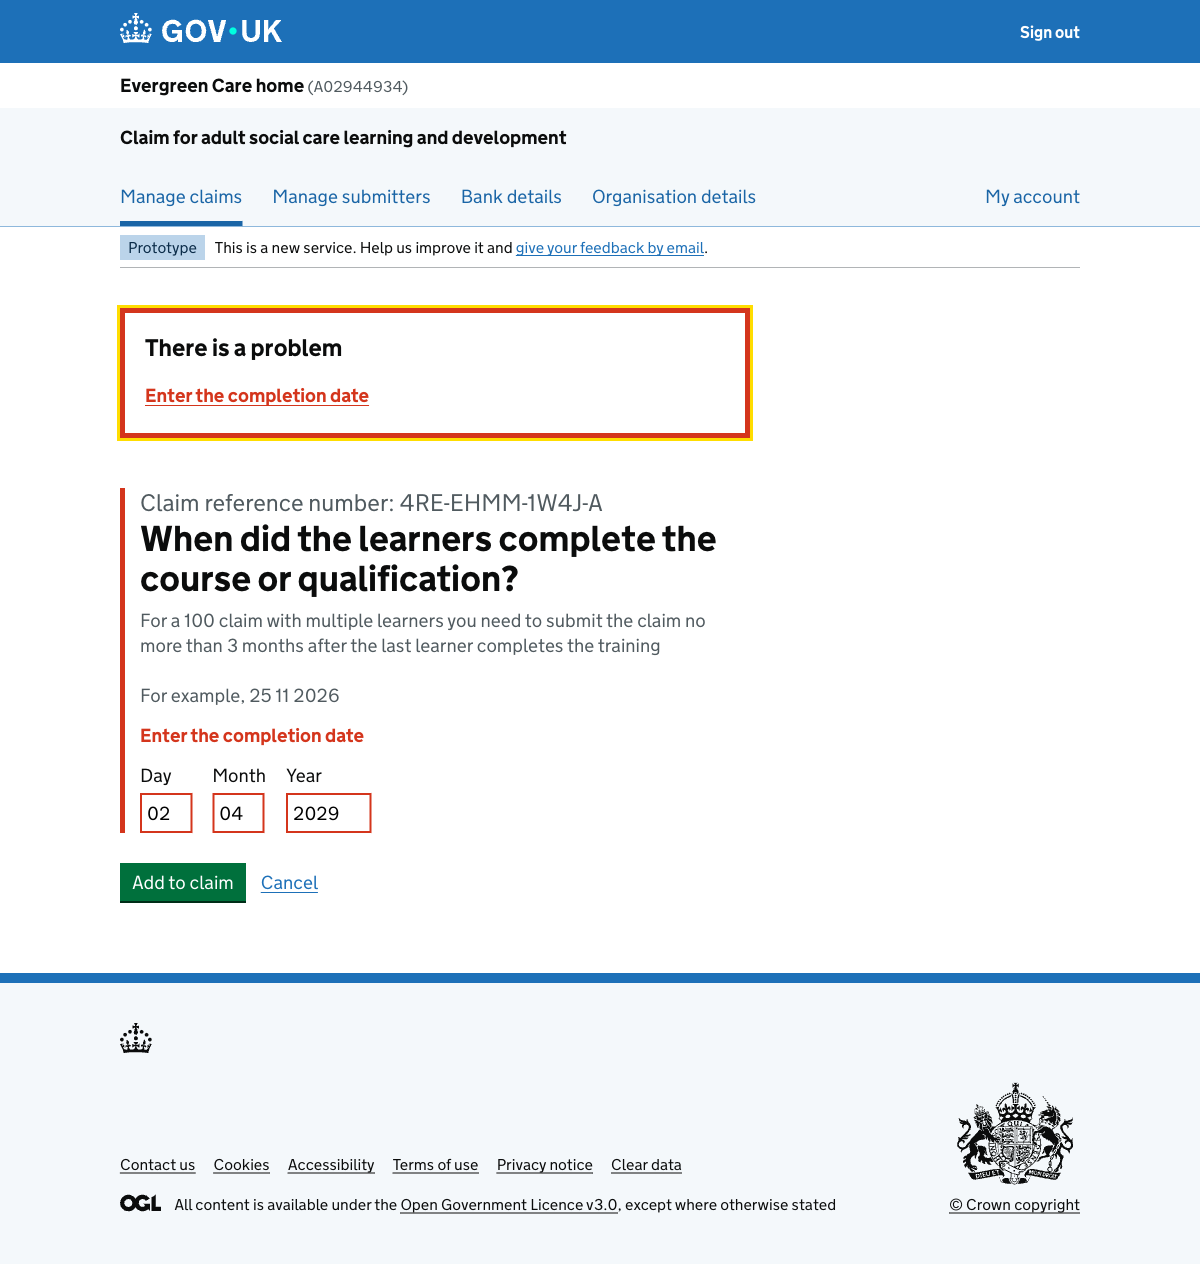 GOV•UK
Sign out
Evergreen Care home (A02944934)
Claim for adult social care learning and development
Manage claims Manage submitters Bank details Organisation details My account
Prototype This is a new service. Help us improve it and give your feedback by email.
There is a problem
Enter the completion date
Claim reference number: 4RE-EHMM-1W4J-A
When did the learners complete the
course or qualification?
For a 100 claim with multiple learners you need to submit the claim no
more than 3 months after the last learner completes the training
For example, 25 11 2026
Enter the completion date
Day Month Year
02 04 2029
Add to claim Cancel
Contact us Cookies Accessibility Terms of use Privacy notice Clear data
OGL All content is available under the Open Government Licence v3.0, except where otherwise stated
© Crown copyright